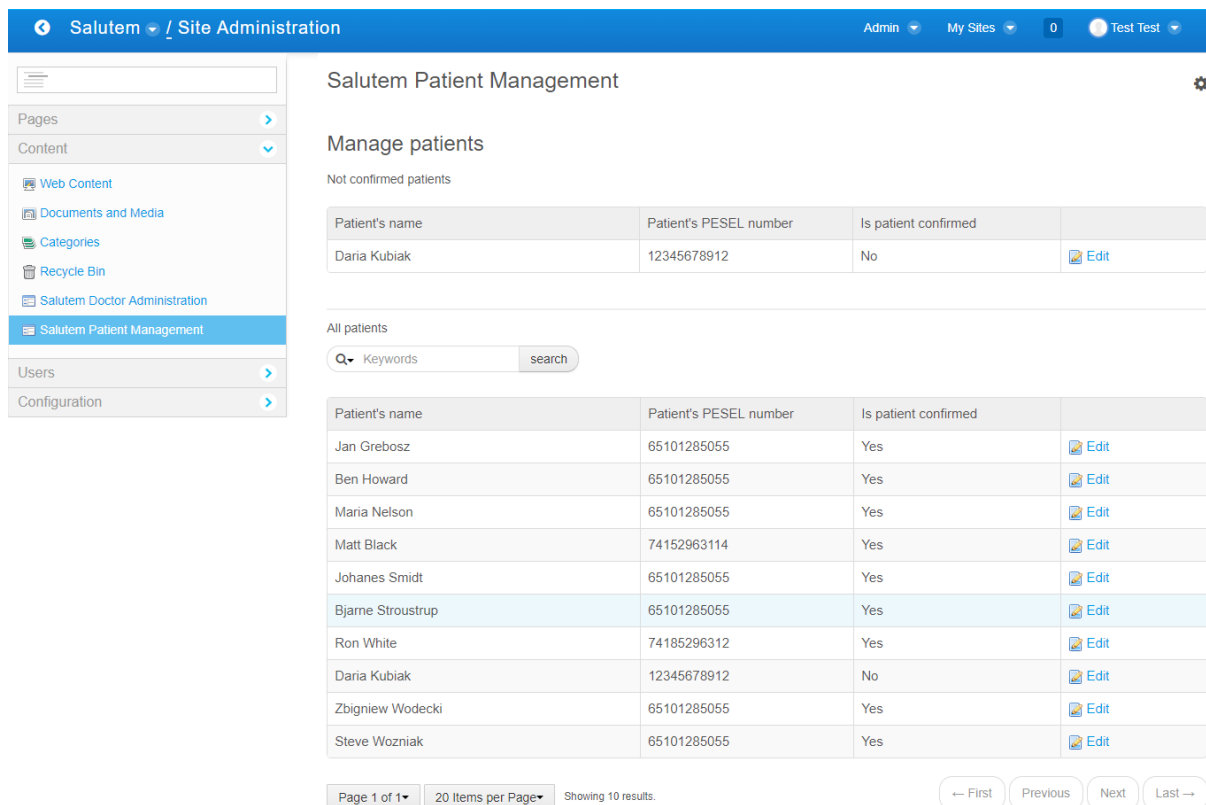 Salutem / Site Administration Admin My Sites 0 Test Test
Pages
Content
Web Content
Documents and Media
Categories
Recycle Bin
Salutem Doctor Administration
Salutem Patient Management
Users
Configuration
Salutem Patient Management
Manage patients
Not confirmed patients
Patient's name Patient's PESEL number Is patient confirmed
Daria Kubiak 12345678912 No Edit
All patients
Keywords search
Patient's name Patient's PESEL number Is patient confirmed
Jan Grebosz 65101285055 Yes Edit
Ben Howard 65101285055 Yes Edit
Maria Nelson 65101285055 Yes Edit
Matt Black 74152963114 Yes Edit
Johanes Smidt 65101285055 Yes Edit
Bjarne Stroustrup 65101285055 Yes Edit
Ron White 74185296312 Yes Edit
Daria Kubiak 12345678912 No Edit
Zbigniew Wodecki 65101285055 Yes Edit
Steve Wozniak 65101285055 Yes Edit
Page 1 of 1 20 Items per Page Showing 10 results. ← First Previous Next Last →